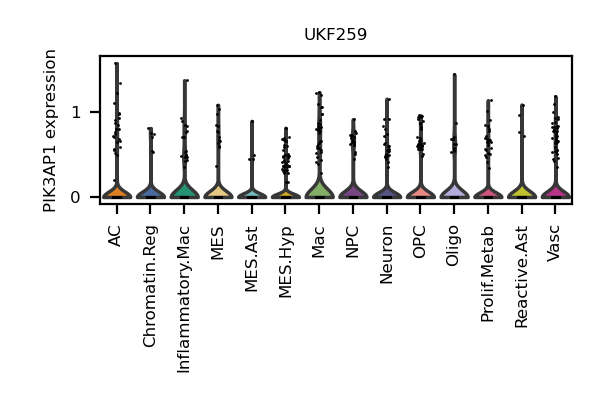 UKF259
PIK3AP1 expression
1
0
AC
Chromatin.Reg
Inflammatory.Mac
MES
MES.Ast
MES.Hyp
Mac
NPC
Neuron
OPC
Oligo
Prolif.Metab
Reactive.Ast
Vasc